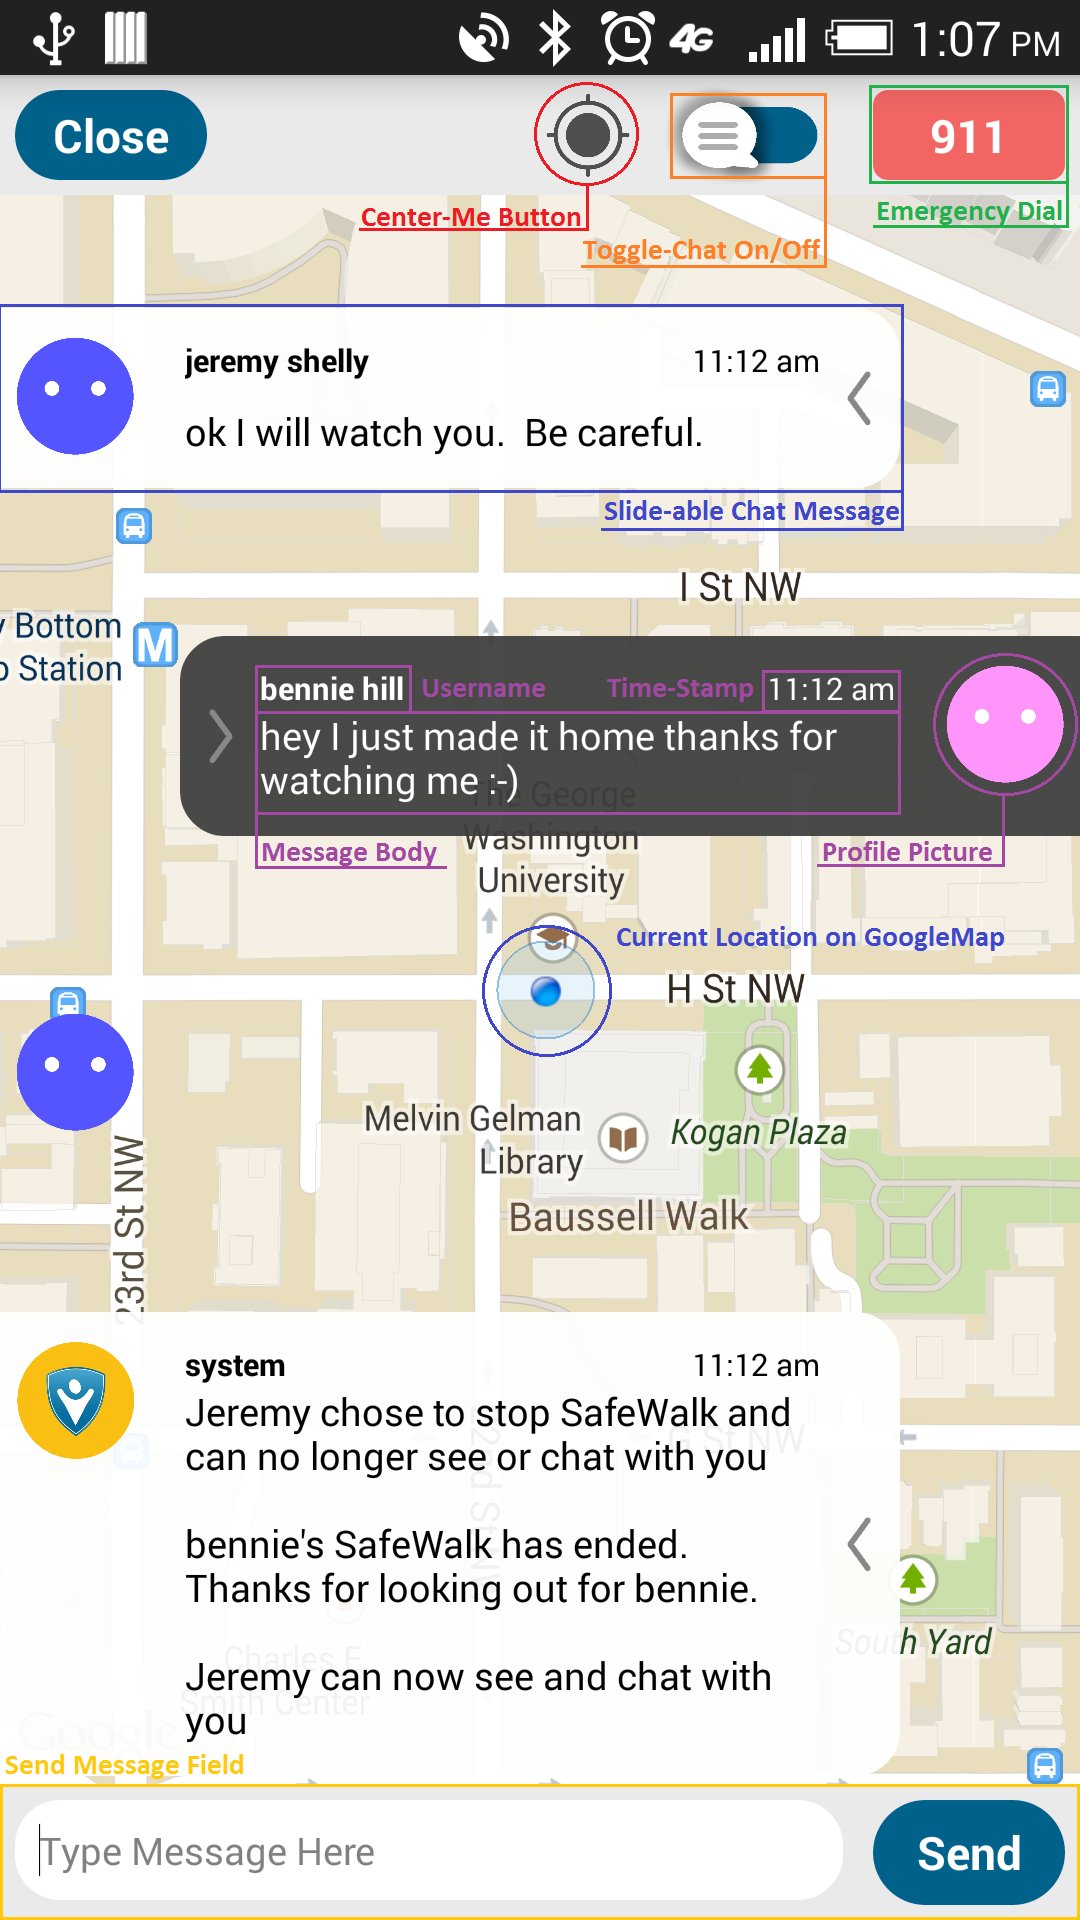 4G 1:07 PM
Close
911
Center-Me Button
Emergency Dial
Toggle-Chat On/Off
jeremy shelly 11:12 am
ok I will watch you.  Be careful.
Slide-able Chat Message
I St NW
y Bottom
o Station
M
bennie hill Username Time-Stamp 11:12 am
hey I just made it home thanks for
watching me :-)
The George
Washington
University
Message Body
Profile Picture
Current Location on GoogleMap
H St NW
Melvin Gelman
Library
Kogan Plaza
Baussell Walk
23rd St NW
system 11:12 am
Jeremy chose to stop SafeWalk and
can no longer see or chat with you
G St NW
22nd St NW
bennie's SafeWalk has ended.
Thanks for looking out for bennie.
South Yard
Charles E
Smith Center
Jeremy can now see and chat with
you
Google
Send Message Field
Type Message Here
Send